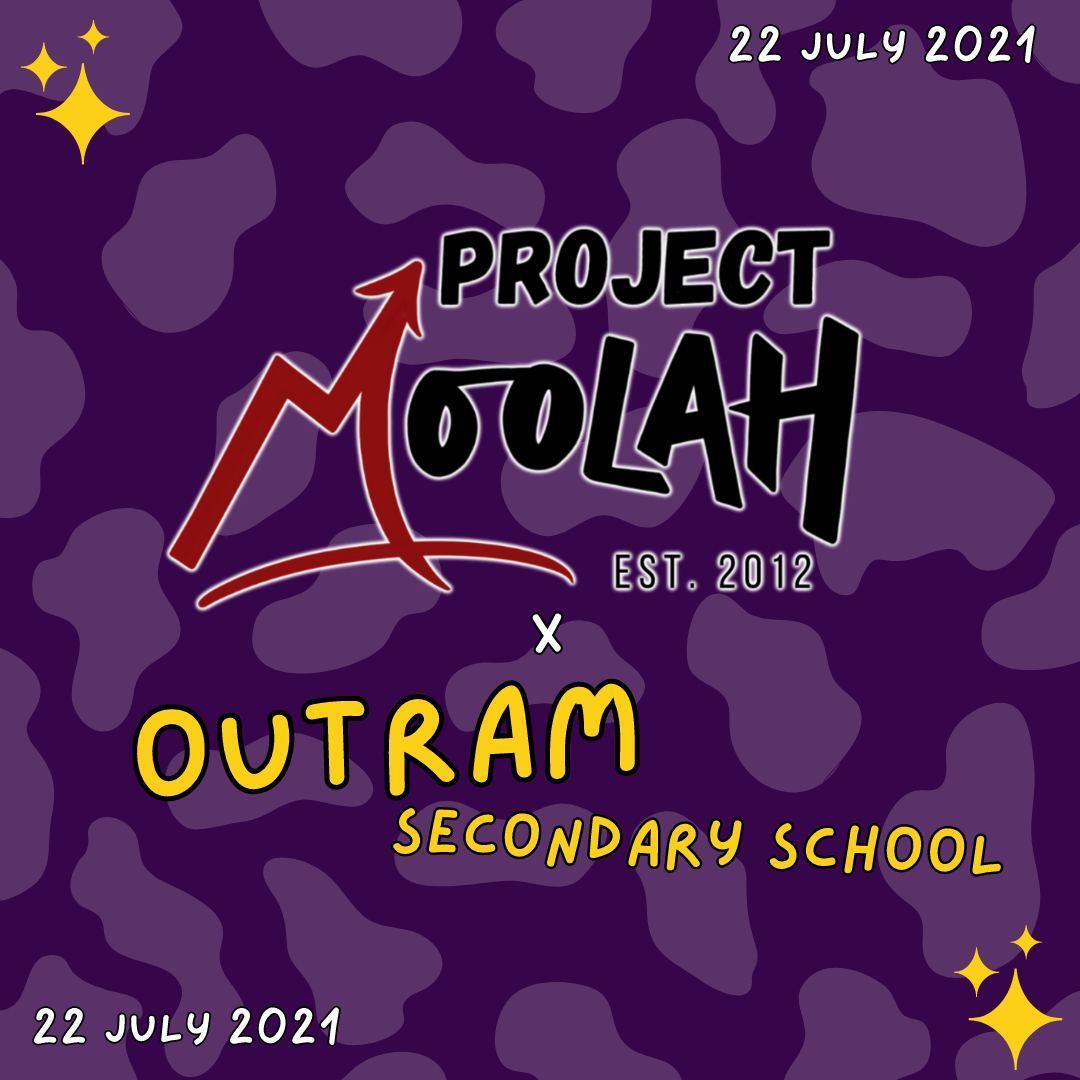 22 JULY 2021
PROJECT
MOOLAH
EST. 2012
X
OUTRAM
SECONDARY SCHOOL
22 JULY 2021